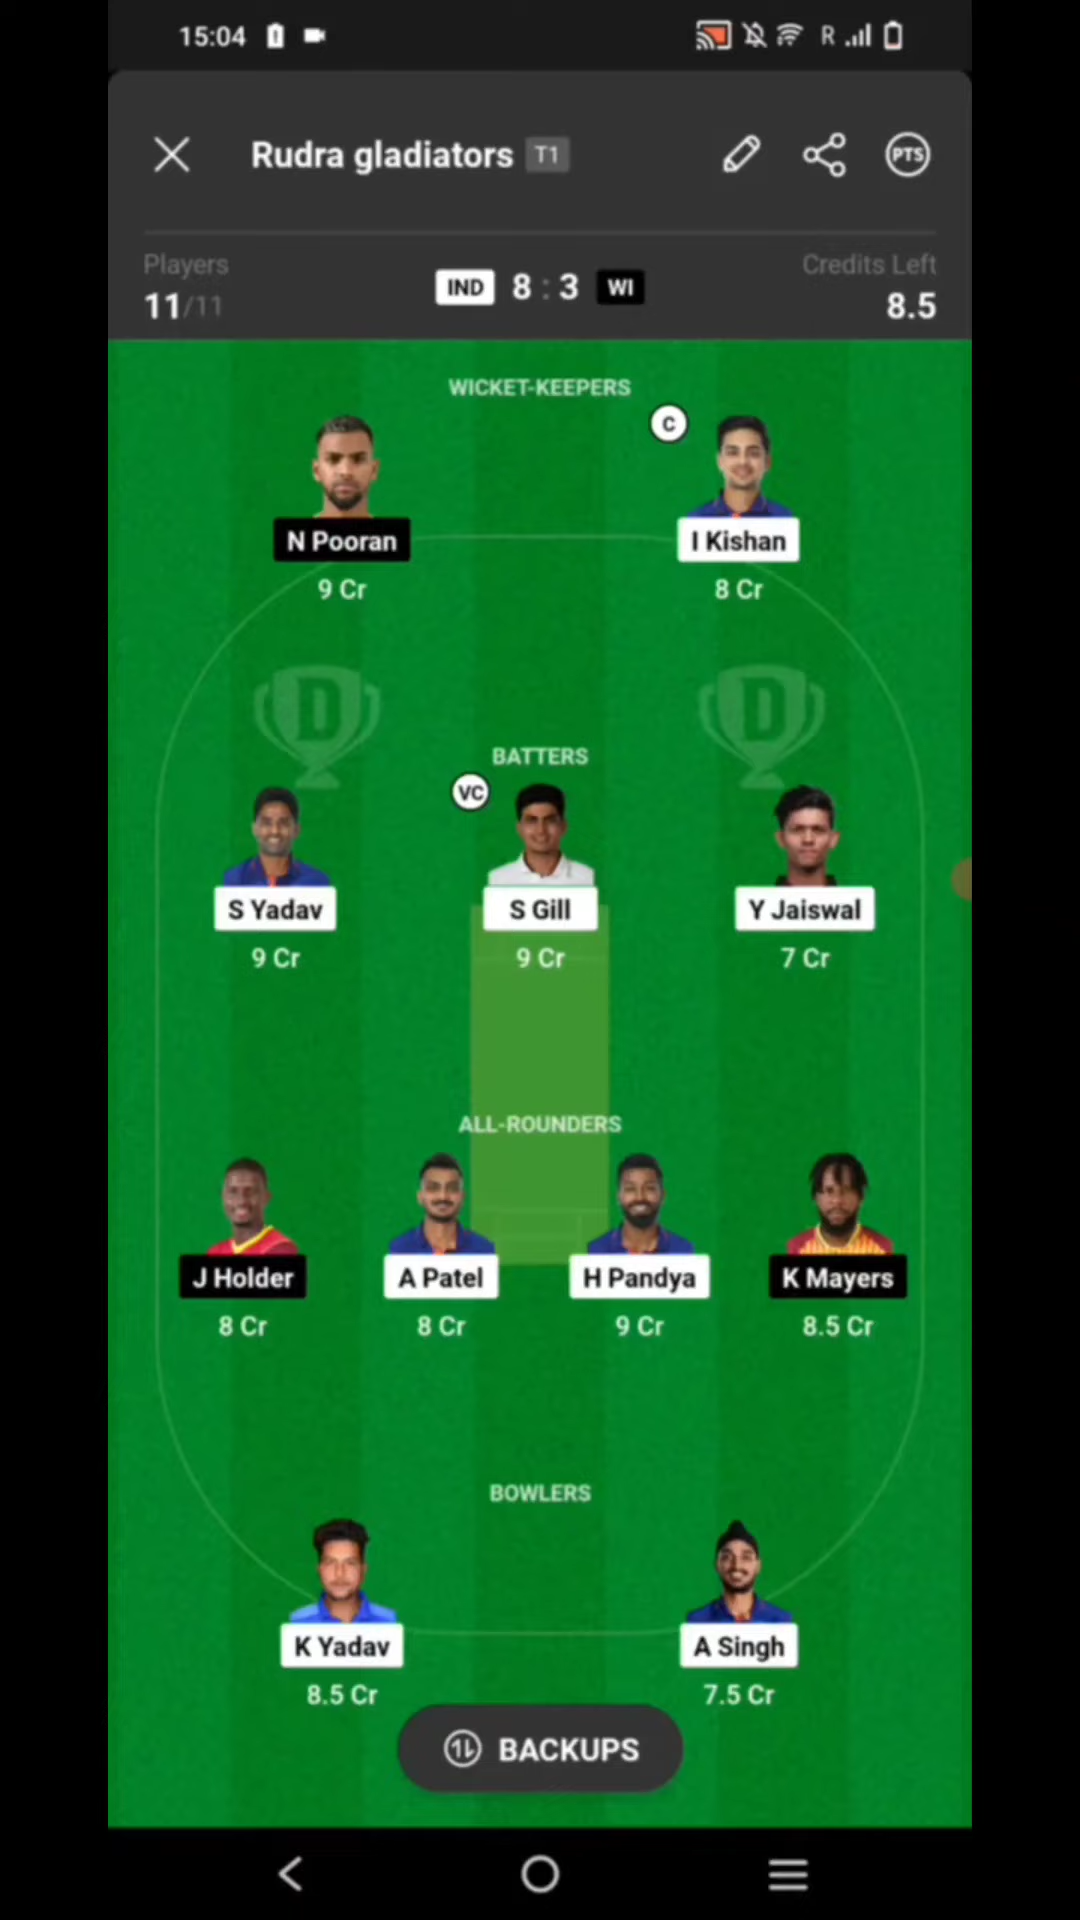 15:04 R
Rudra gladiators T1 PTS
Players Credits Left
11/11 IND 8 : 3 WI 8.5
WICKET-KEEPERS
C
N Pooran I Kishan
9 Cr 8 Cr
D D
BATTERS
VC
S Yadav S Gill Y Jaiswal
9 Cr 9 Cr 7 Cr
ALL-ROUNDERS
J Holder A Patel H Pandya K Mayers
8 Cr 8 Cr 9 Cr 8.5 Cr
BOWLERS
K Yadav A Singh
8.5 Cr 7.5 Cr
BACKUPS